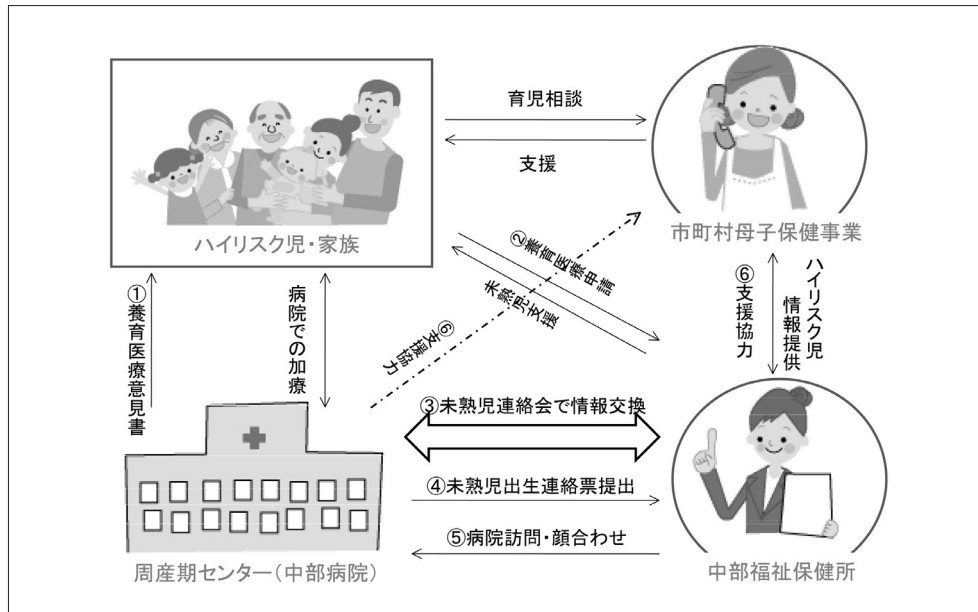 育児相談
支援
ハイリスク児・家族
市町村母子保健事業
①養育医療意見書
病院での加療
②養育医療申請
未熟児支援
⑥支援協力
⑥支援協力
ハイリスク児
情報提供
③未熟児連絡会で情報交換
④未熟児出生連絡票提出
⑤病院訪問・顔合わせ
周産期センター(中部病院)
中部福祉保健所